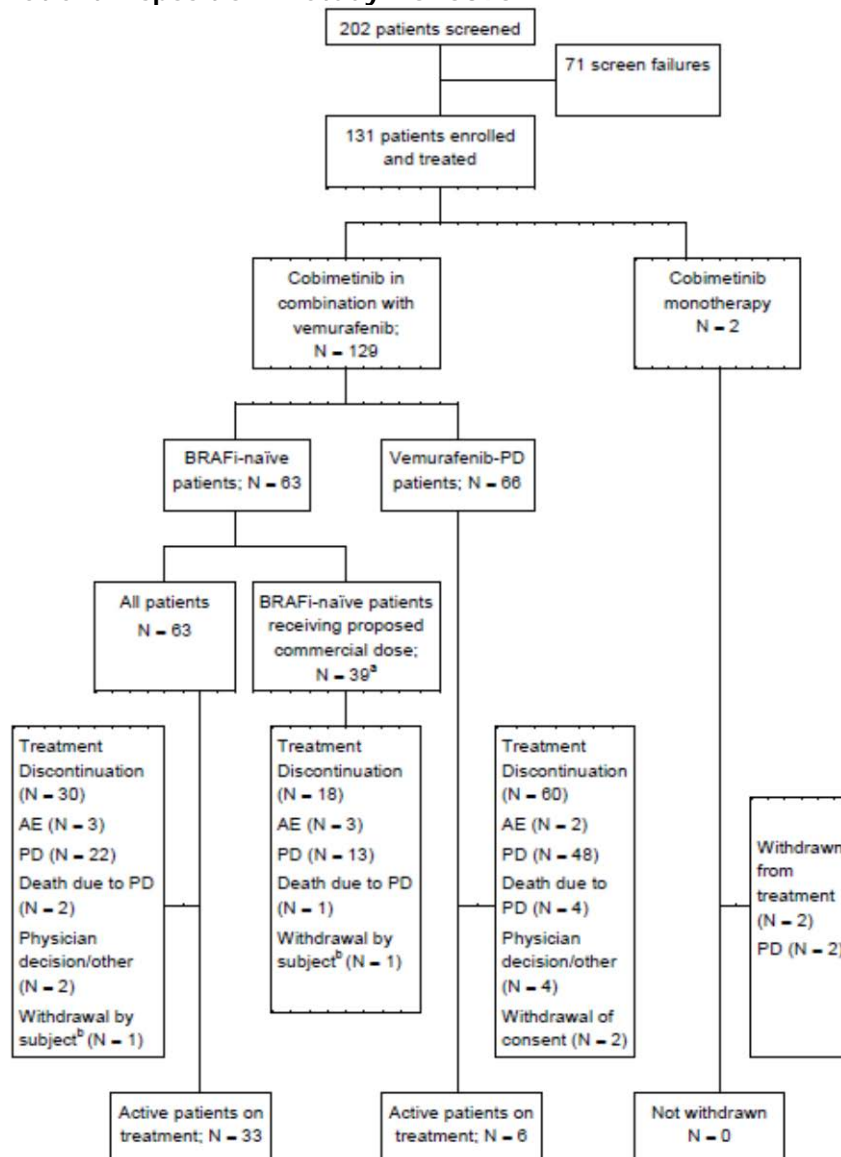 202 patients screened
71 screen failures
131 patients enrolled
and treated
Cobimetinib in
combination with
vemurafenib;
N = 129
Cobimetinib
monotherapy
N = 2
BRAFi-naïve
patients; N = 63
Vemurafenib-PD
patients; N = 66
All patients
N = 63
BRAFi-naïve patients
receiving proposed
commercial dose;
N = 39a
Treatment
Discontinuation
(N = 30)
AE (N = 3)
PD (N = 22)
Death due to PD
(N = 2)
Physician
decision/other
(N = 2)
Withdrawal by
subjectb (N = 1)
Treatment
Discontinuation
(N = 18)
AE (N = 3)
PD (N = 13)
Death due to PD
(N = 1)
Withdrawal by
subjectb (N = 1)
Treatment
Discontinuation
(N = 60)
AE (N = 2)
PD (N = 48)
Death due to
PD (N = 4)
Physician
decision/other
(N = 4)
Withdrawal of
consent (N = 2)
Withdrawn
from
treatment
(N = 2)
PD (N = 2)
Active patients on
treatment; N = 33
Active patients on
treatment; N = 6
Not withdrawn
N = 0